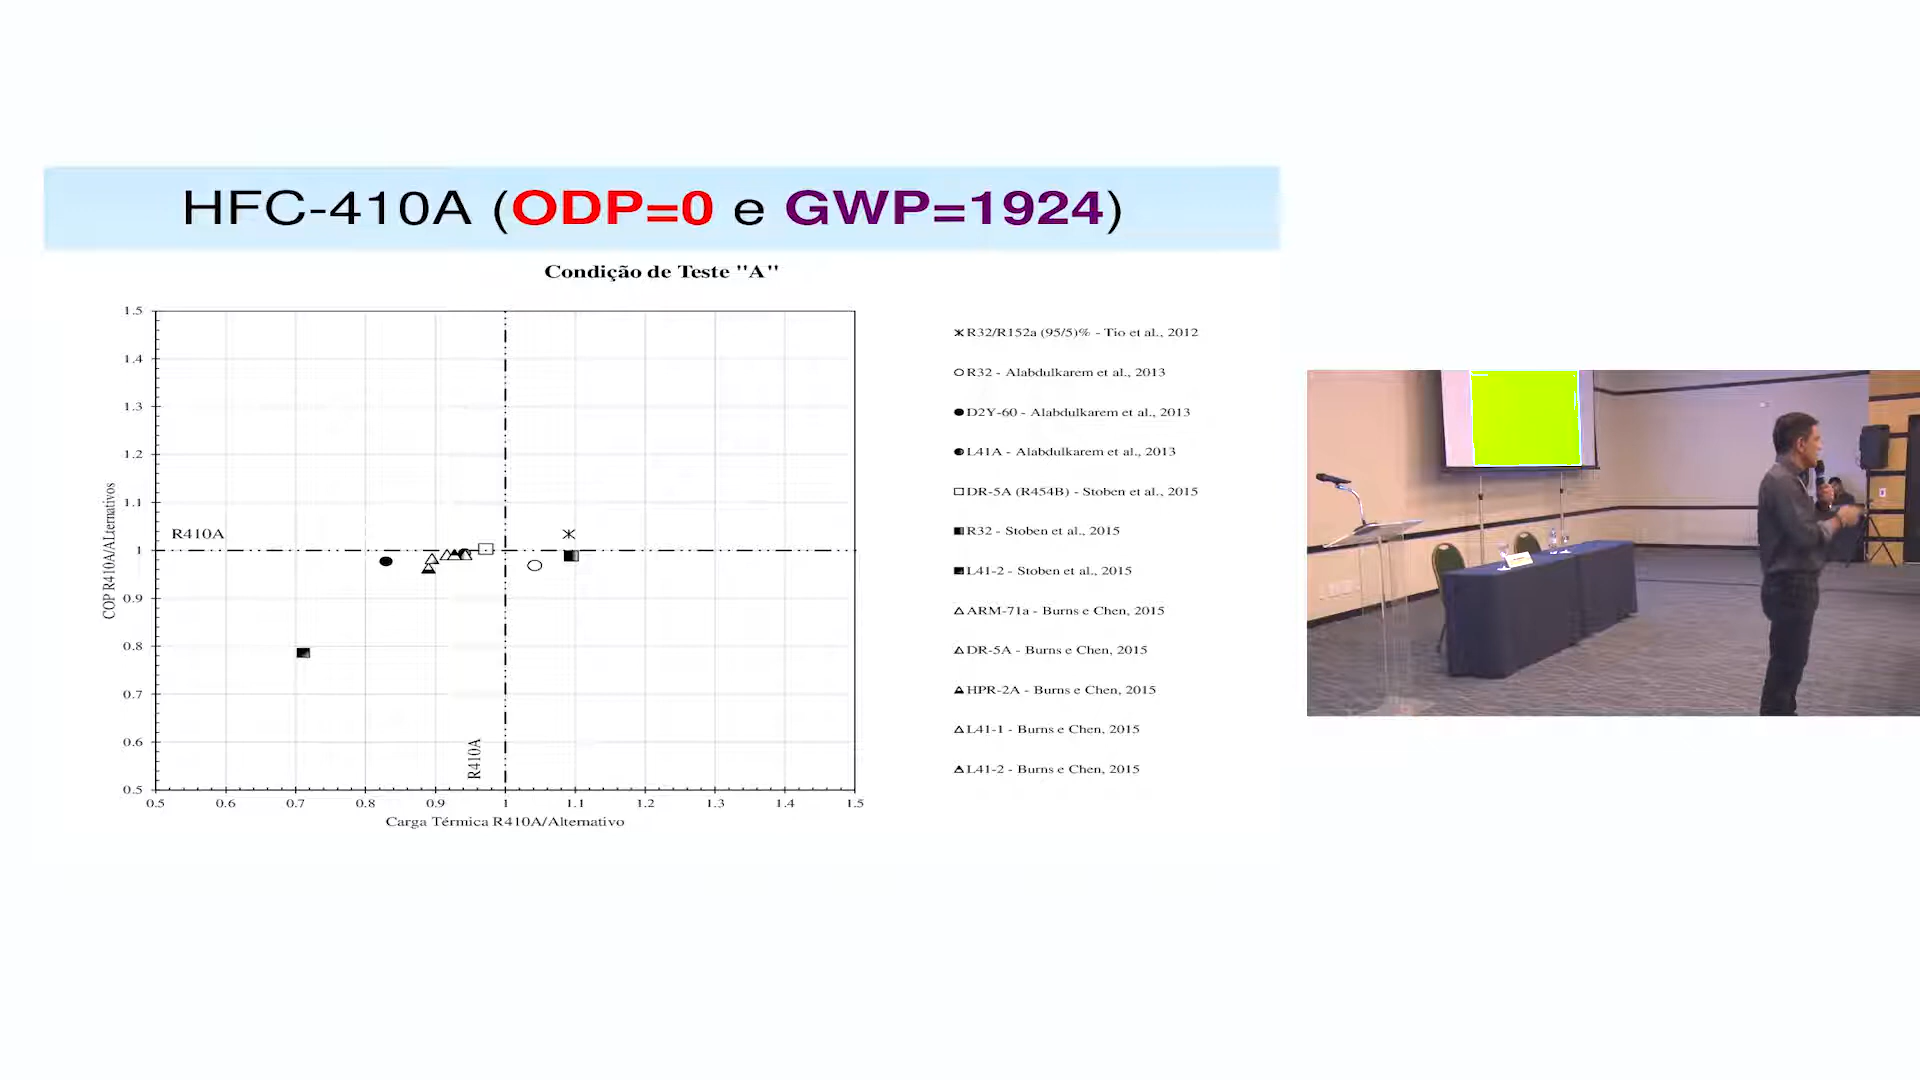 HFC-410A (ODP=0 e GWP=1924)
Condição de Teste "A"
1.5
1.4
1.3
1.2
1.1
1
0.9
0.8
0.7
0.6
0.5
COP R410A/ALternativos
R410A
R410A
0.5 0.6 0.7 0.8 0.9 1 1.1 1.2 1.3 1.4 1.5
Carga Térmica R410A/Alternativo
R32/R152a (95/5)% - Tio et al., 2012
R32 - Alabdulkarem et al., 2013
D2Y-60 - Alabdulkarem et al., 2013
L41A - Alabdulkarem et al., 2013
DR-5A (R454B) - Stoben et al., 2015
R32 - Stoben et al., 2015
L41-2 - Stoben et al., 2015
ARM-71a - Burns e Chen, 2015
DR-5A - Burns e Chen, 2015
HPR-2A - Burns e Chen, 2015
L41-1 - Burns e Chen, 2015
L41-2 - Burns e Chen, 2015